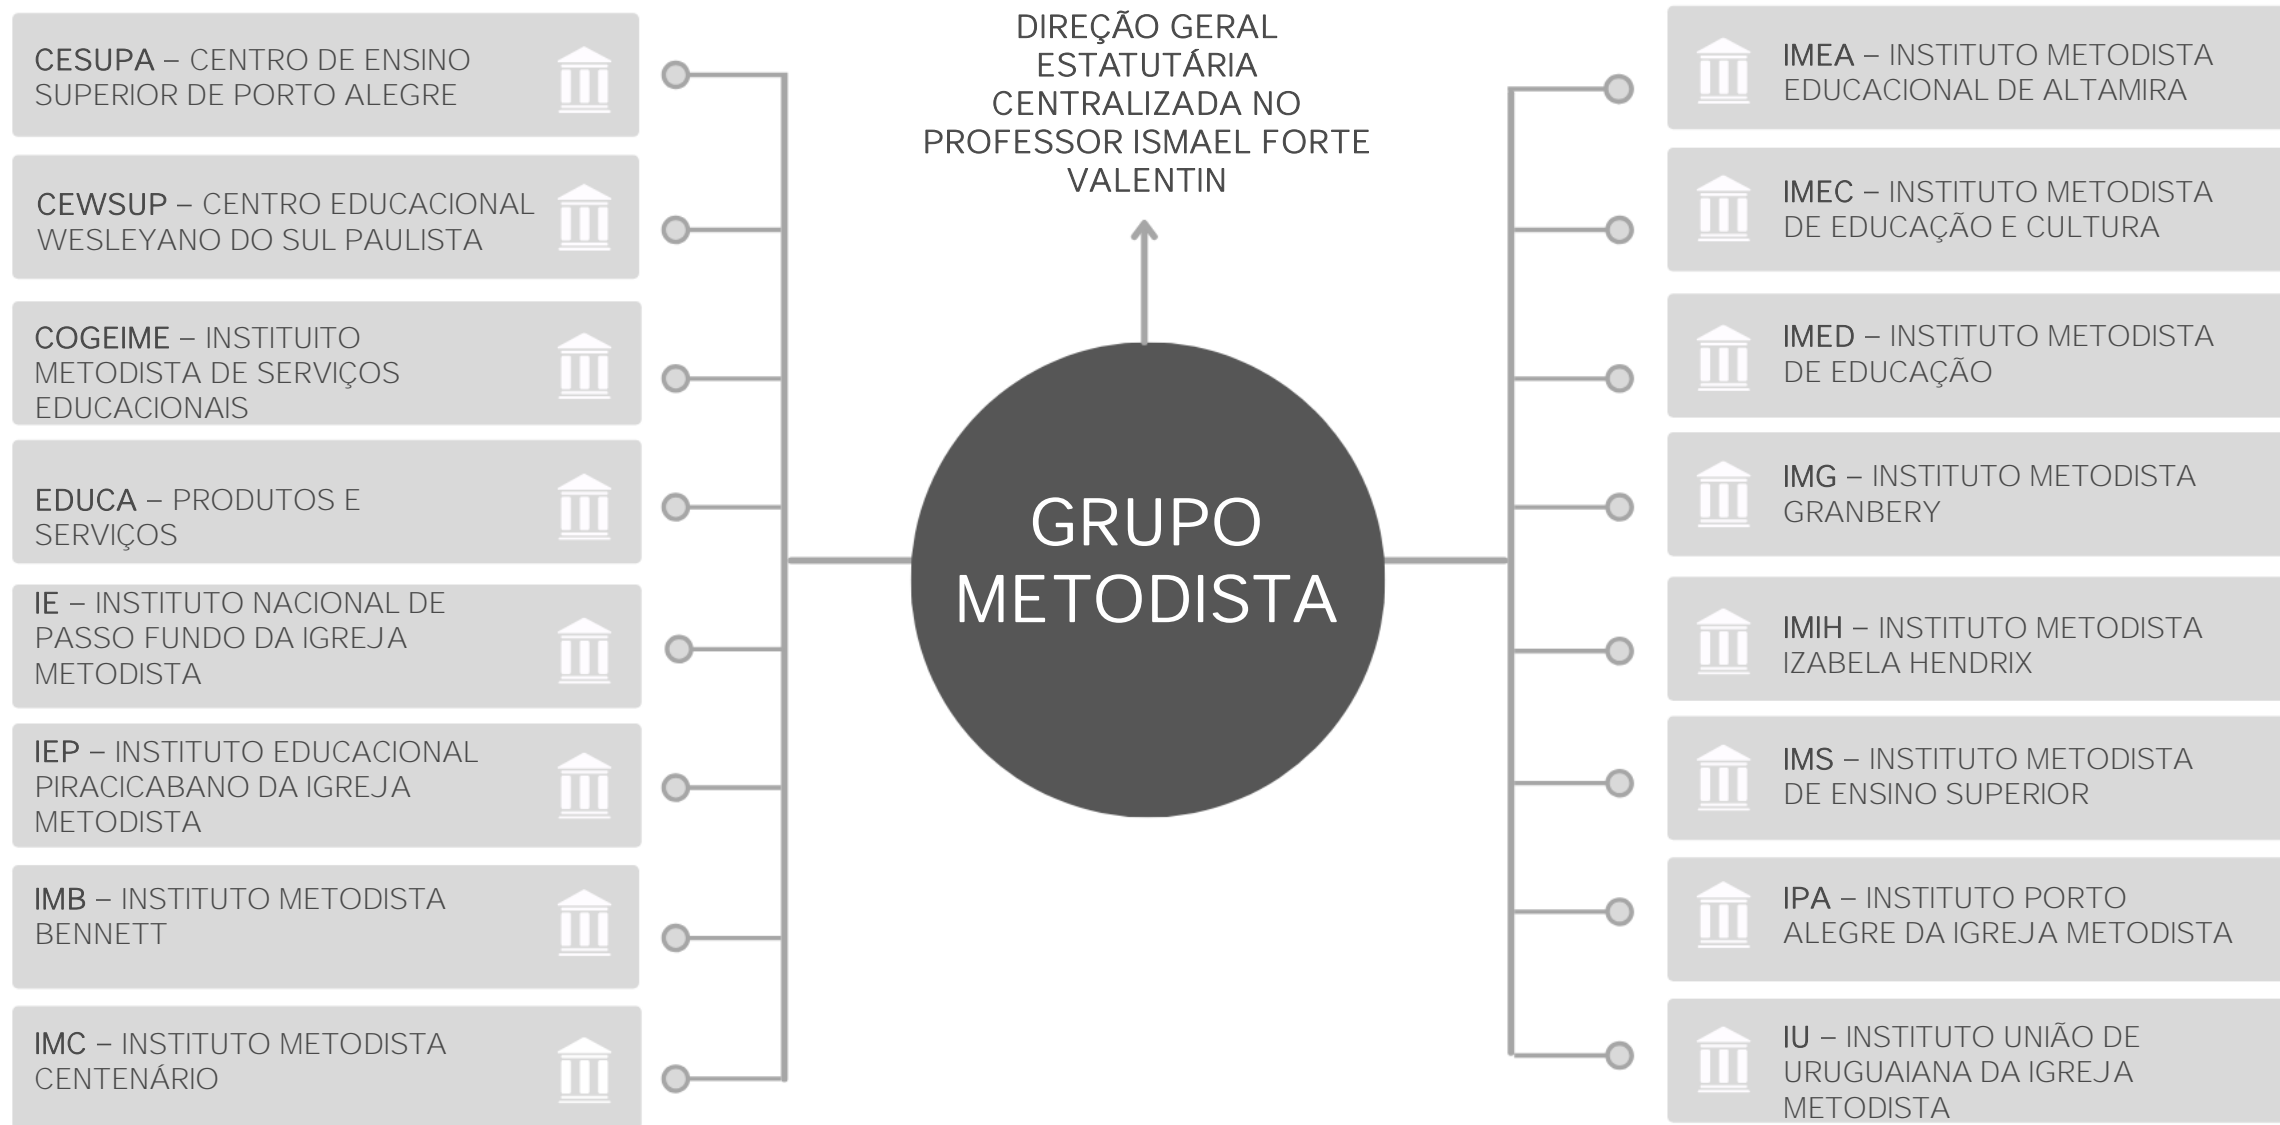 CESUPA – CENTRO DE ENSINO
SUPERIOR DE PORTO ALEGRE
CEWSUP – CENTRO EDUCACIONAL
WESLEYANO DO SUL PAULISTA
COGEIME – INSTITUITO
METODISTA DE SERVIÇOS
EDUCACIONAIS
EDUCA – PRODUTOS E
SERVIÇOS
IE – INSTITUTO NACIONAL DE
PASSO FUNDO DA IGREJA
METODISTA
IEP – INSTITUTO EDUCACIONAL
PIRACICABANO DA IGREJA
METODISTA
IMB – INSTITUTO METODISTA
BENNETT
IMC – INSTITUTO METODISTA
CENTENÁRIO
DIREÇÃO GERAL
ESTATUTÁRIA
CENTRALIZADA NO
PROFESSOR ISMAEL FORTE
VALENTIN
GRUPO
METODISTA
IMEA – INSTITUTO METODISTA
EDUCACIONAL DE ALTAMIRA
IMEC – INSTITUTO METODISTA
DE EDUCAÇÃO E CULTURA
IMED – INSTITUTO METODISTA
DE EDUCAÇÃO
IMG – INSTITUTO METODISTA
GRANBERY
IMIH – INSTITUTO METODISTA
IZABELA HENDRIX
IMS – INSTITUTO METODISTA
DE ENSINO SUPERIOR
IPA – INSTITUTO PORTO
ALEGRE DA IGREJA METODISTA
IU – INSTITUTO UNIÃO DE
URUGUAIANA DA IGREJA
METODISTA